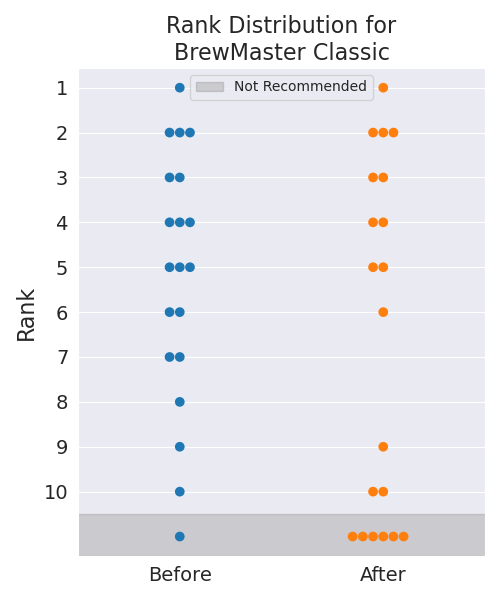 Rank Distribution for
BrewMaster Classic
Not Recommended
Rank
1
2
3
4
5
6
7
8
9
10
Before After